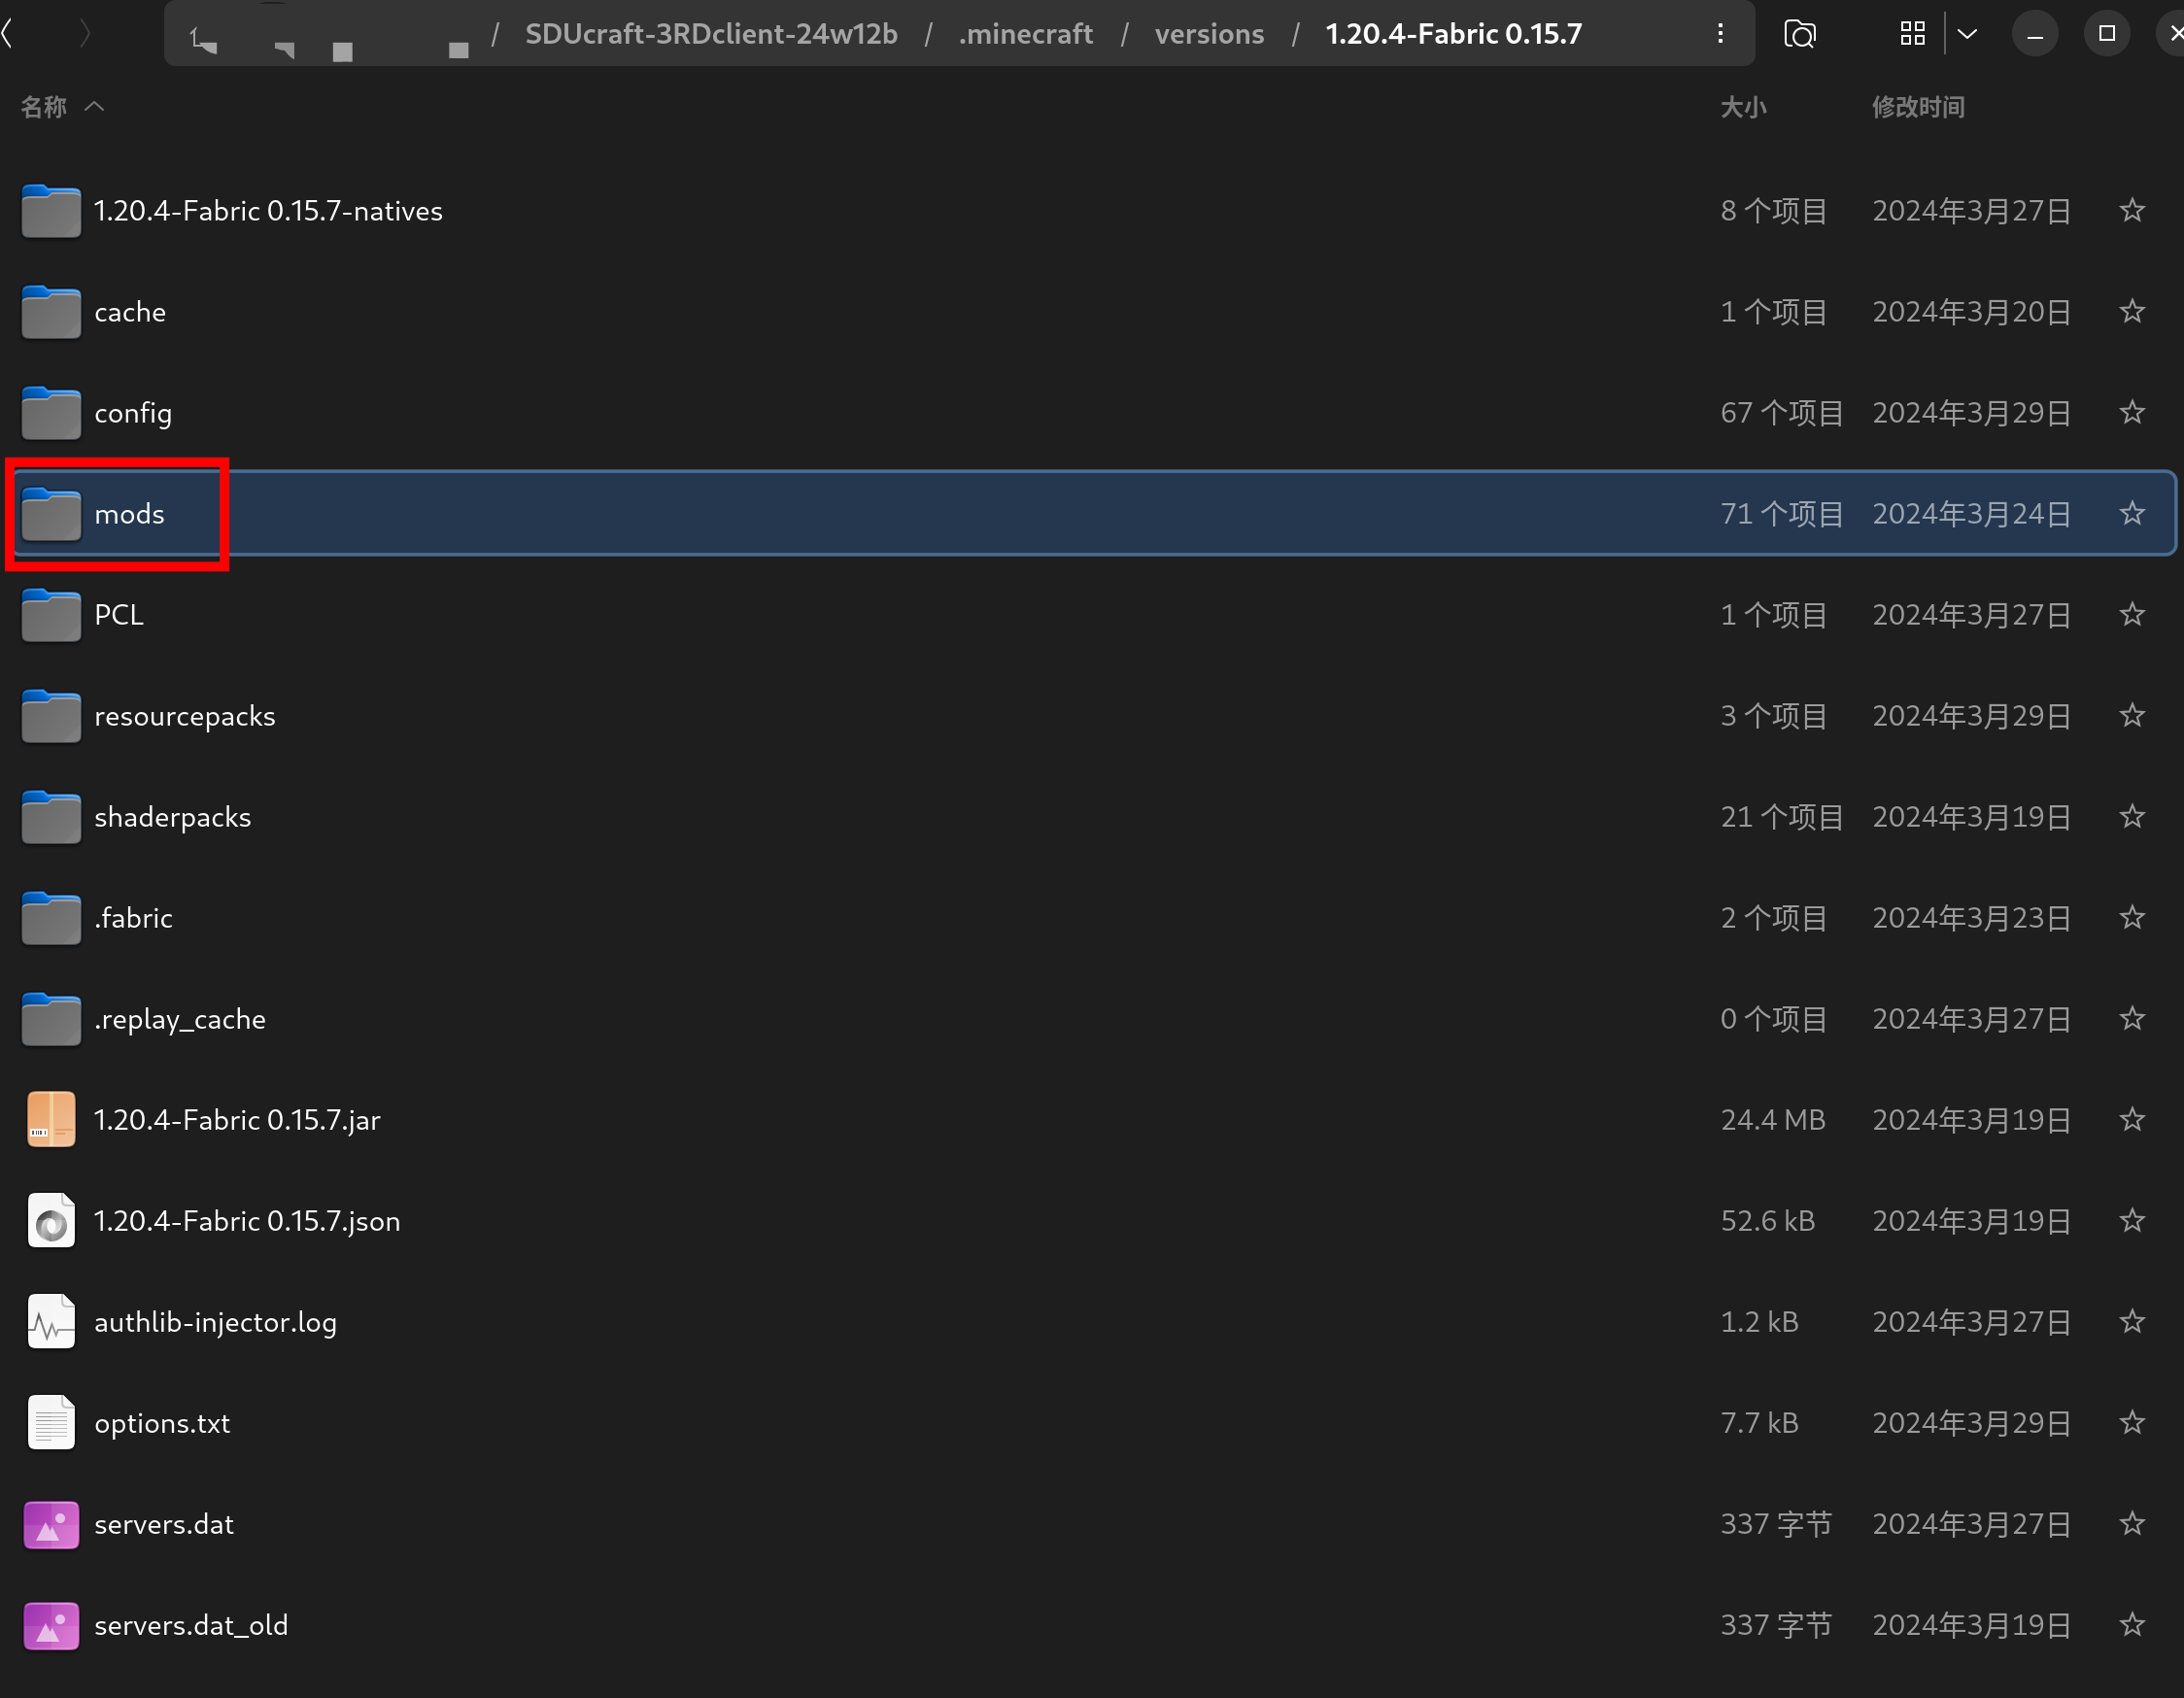 / SDUcraft-3RDclient-24w12b / .minecraft / versions / 1.20.4-Fabric 0.15.7
名称 大小 修改时间
1.20.4-Fabric 0.15.7-natives 8 个项目 2024年3月27日
cache 1 个项目 2024年3月20日
config 67 个项目 2024年3月29日
mods 71 个项目 2024年3月24日
PCL 1 个项目 2024年3月27日
resourcepacks 3 个项目 2024年3月29日
shaderpacks 21 个项目 2024年3月19日
.fabric 2 个项目 2024年3月23日
.replay_cache 0 个项目 2024年3月27日
1.20.4-Fabric 0.15.7.jar 24.4 MB 2024年3月19日
1.20.4-Fabric 0.15.7.json 52.6 kB 2024年3月19日
authlib-injector.log 1.2 kB 2024年3月27日
options.txt 7.7 kB 2024年3月29日
servers.dat 337 字节 2024年3月27日
servers.dat_old 337 字节 2024年3月19日